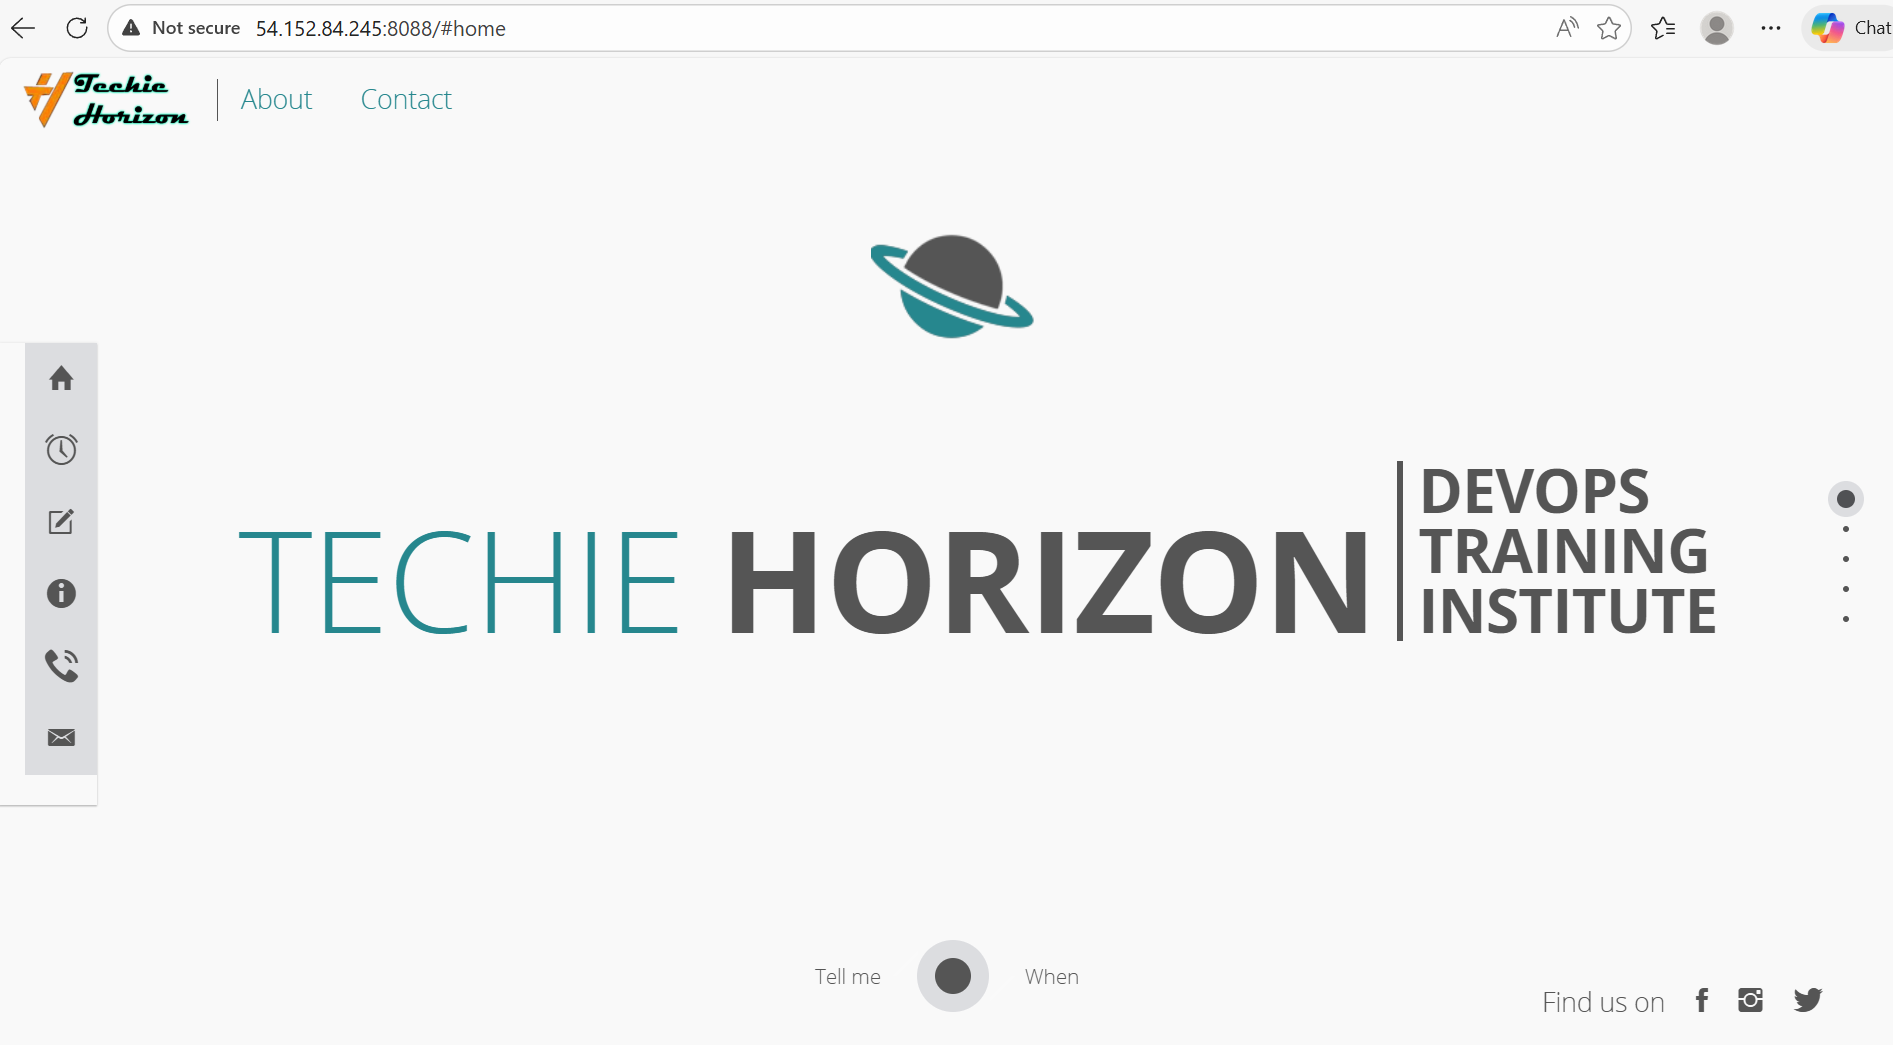 Not secure 54.152.84.245:8088/#home
Chat
Techie
Horizon
About Contact
TECHIE HORIZON
DEVOPS
TRAINING
INSTITUTE
Tell me When
Find us on